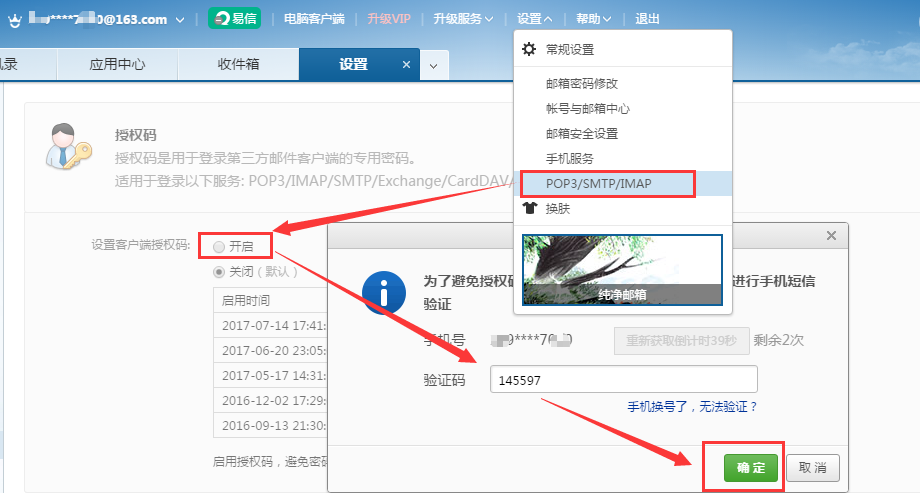 0@163.com 易信 电脑客户端 升级VIP 升级服务 设置 帮助 退出
录 应用中心 收件箱 设置
常规设置
邮箱密码修改
帐号与邮箱中心
邮箱安全设置
手机服务
POP3/SMTP/IMAP
换肤
纯净邮箱
授权码
授权码是用于登录第三方邮件客户端的专用密码。
适用于登录以下服务: POP3/IMAP/SMTP/Exchange/CardDAV/
设置客户端授权码: 开启
关闭 (默认)
启用时间
2017-07-14 17:41:
2017-06-20 23:05:
2017-05-17 14:31:
2016-12-02 17:29:
2016-09-13 21:30:
启用授权码，避免密
为了避免授权码 进行手机短信
验证
手机号 9****7 0 重新获取倒计时39秒 剩余2次
验证码 145597
手机换号了，无法验证？
确 定 取 消